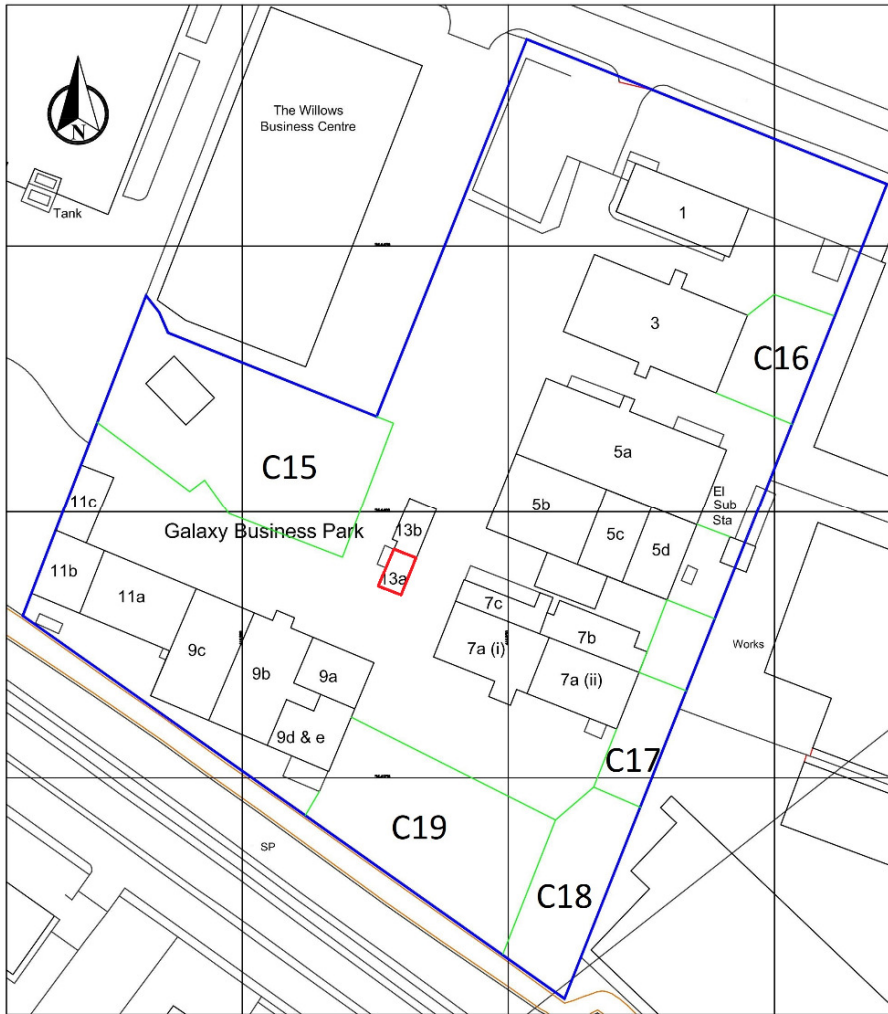 The Willows
Business Centre
N
Tank
1
3
C16
5a
C15
El
Sub
Sta
11c
5b
Galaxy Business Park
13b
5c
5d
11b
13a
11a
7c
7b
Works
9c
7a (i)
9b
9a
7a (ii)
9d & e
C17
C19
SP
C18